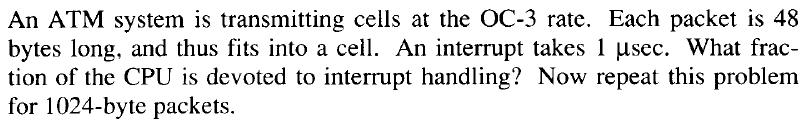 An ATM system is transmitting cells at the OC-3 rate. Each packet is 48
bytes long, and thus fits into a cell. An interrupt takes 1 μsec. What frac-
tion of the CPU is devoted to interrupt handling? Now repeat this problem
for 1024-byte packets.